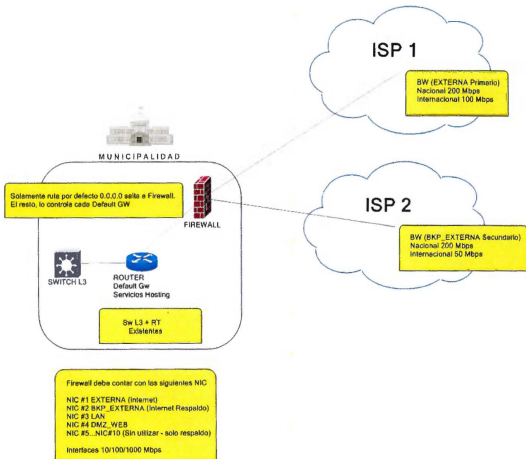 ISP 1
BW (EXTERNA Primario)
Nacional 200 Mbps
Internacional 100 Mbps
MUNICIPALIDAD
Solamente ruta por defecto 0.0.0.0 salta a Firewall.
El resto, lo controla cada Default GW
FIREWALL
ISP 2
BW (BKP_EXTERNA Secundario)
Nacional 200 Mbps
Internacional 50 Mbps
SWITCH L3
ROUTER
Default Gw
Servicios Hosting
Sw L3 + RT
Existentes
Firewall debe contar con las siguientes NIC
NIC #1 EXTERNA (Internet)
NIC #2 BKP_EXTERNA (Internet Respaldo)
NIC #3 LAN
NIC #4 DMZ_WEB
NIC #5...NIC#10 (Sin utilizar - solo respaldo)
Interfaces 10/100/1000 Mbps